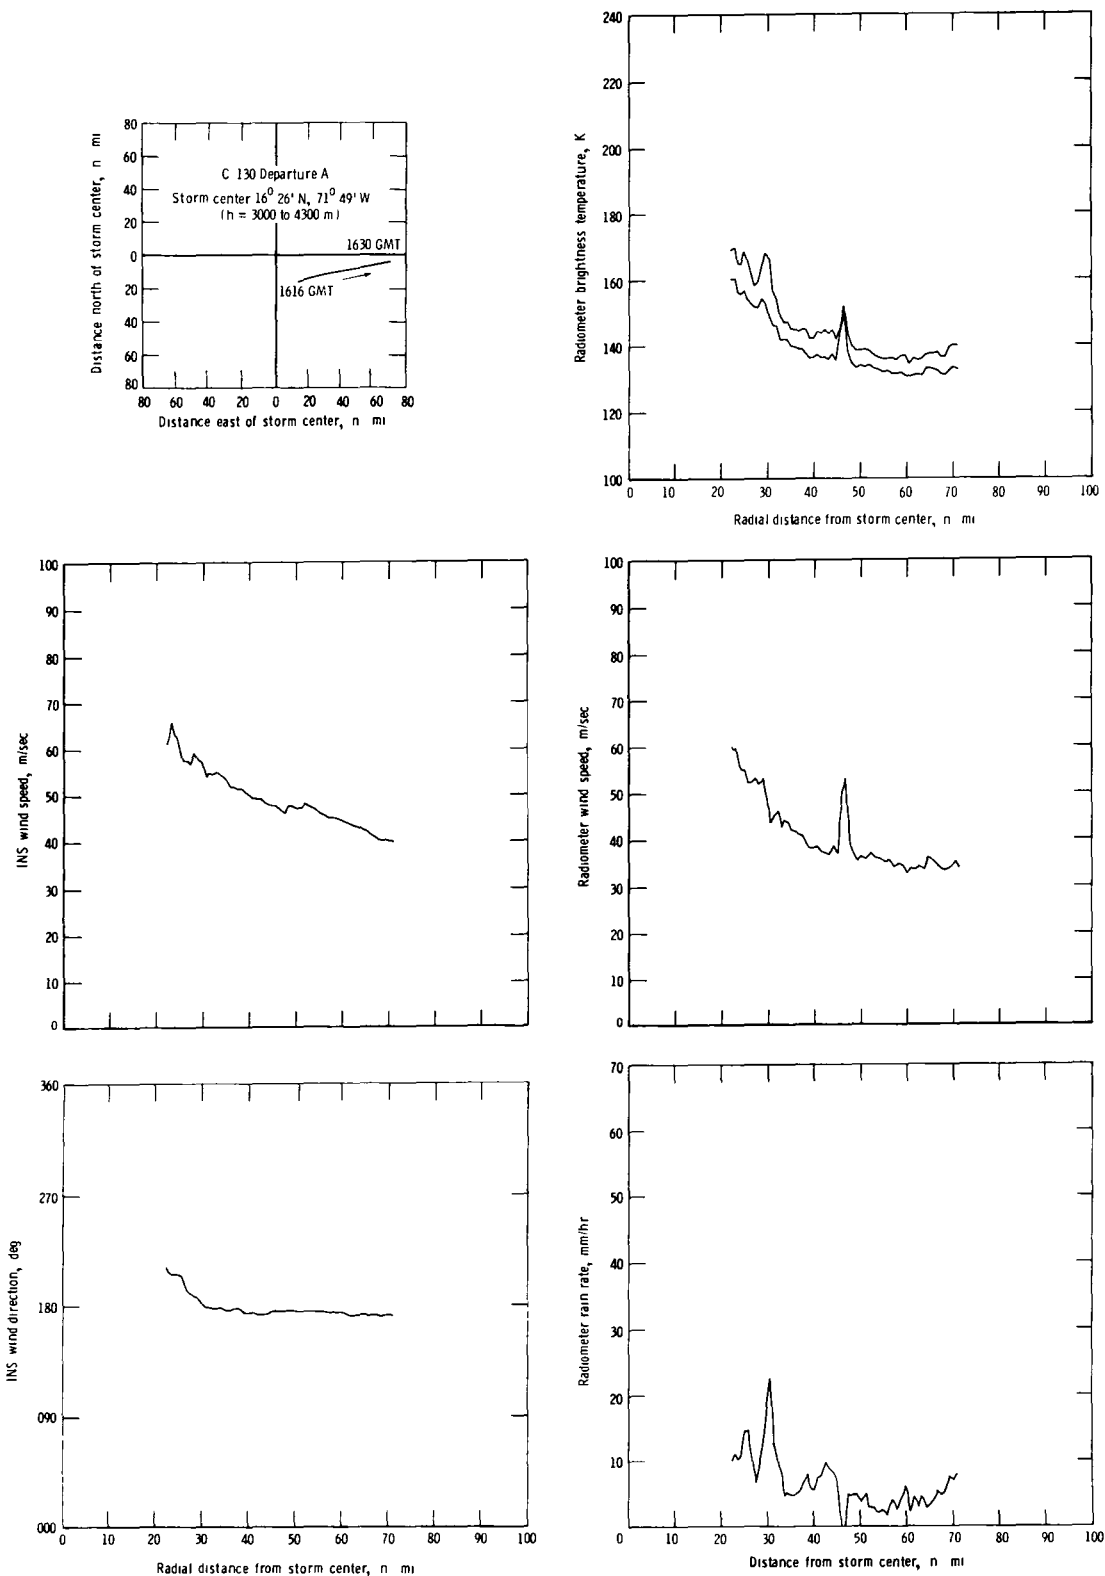 80
60
40
20
0
20
40
60
80
Distance north of storm center, n mi
C 130 Departure A
Storm center 16° 26' N, 71° 49' W
(h = 3000 to 4300 m)
1630 GMT
1616 GMT
80 60 40 20 0 20 40 60 80
Distance east of storm center, n mi
240
220
200
180
160
140
120
100
Radiometer brightness temperature, K
0 10 20 30 40 50 60 70 80 90 100
Radial distance from storm center, n mi
100
90
80
70
60
50
40
30
20
10
0
INS wind speed, m/sec
100
90
80
70
60
50
40
30
20
10
0
Radiometer wind speed, m/sec
360
270
180
090
000
INS wind direction, deg
0 10 20 30 40 50 60 70 80 90 100
Radial distance from storm center, n mi
70
60
50
40
30
20
10
Radiometer rain rate, mm/hr
0 10 20 30 40 50 60 70 80 90 100
Distance from storm center, n mi